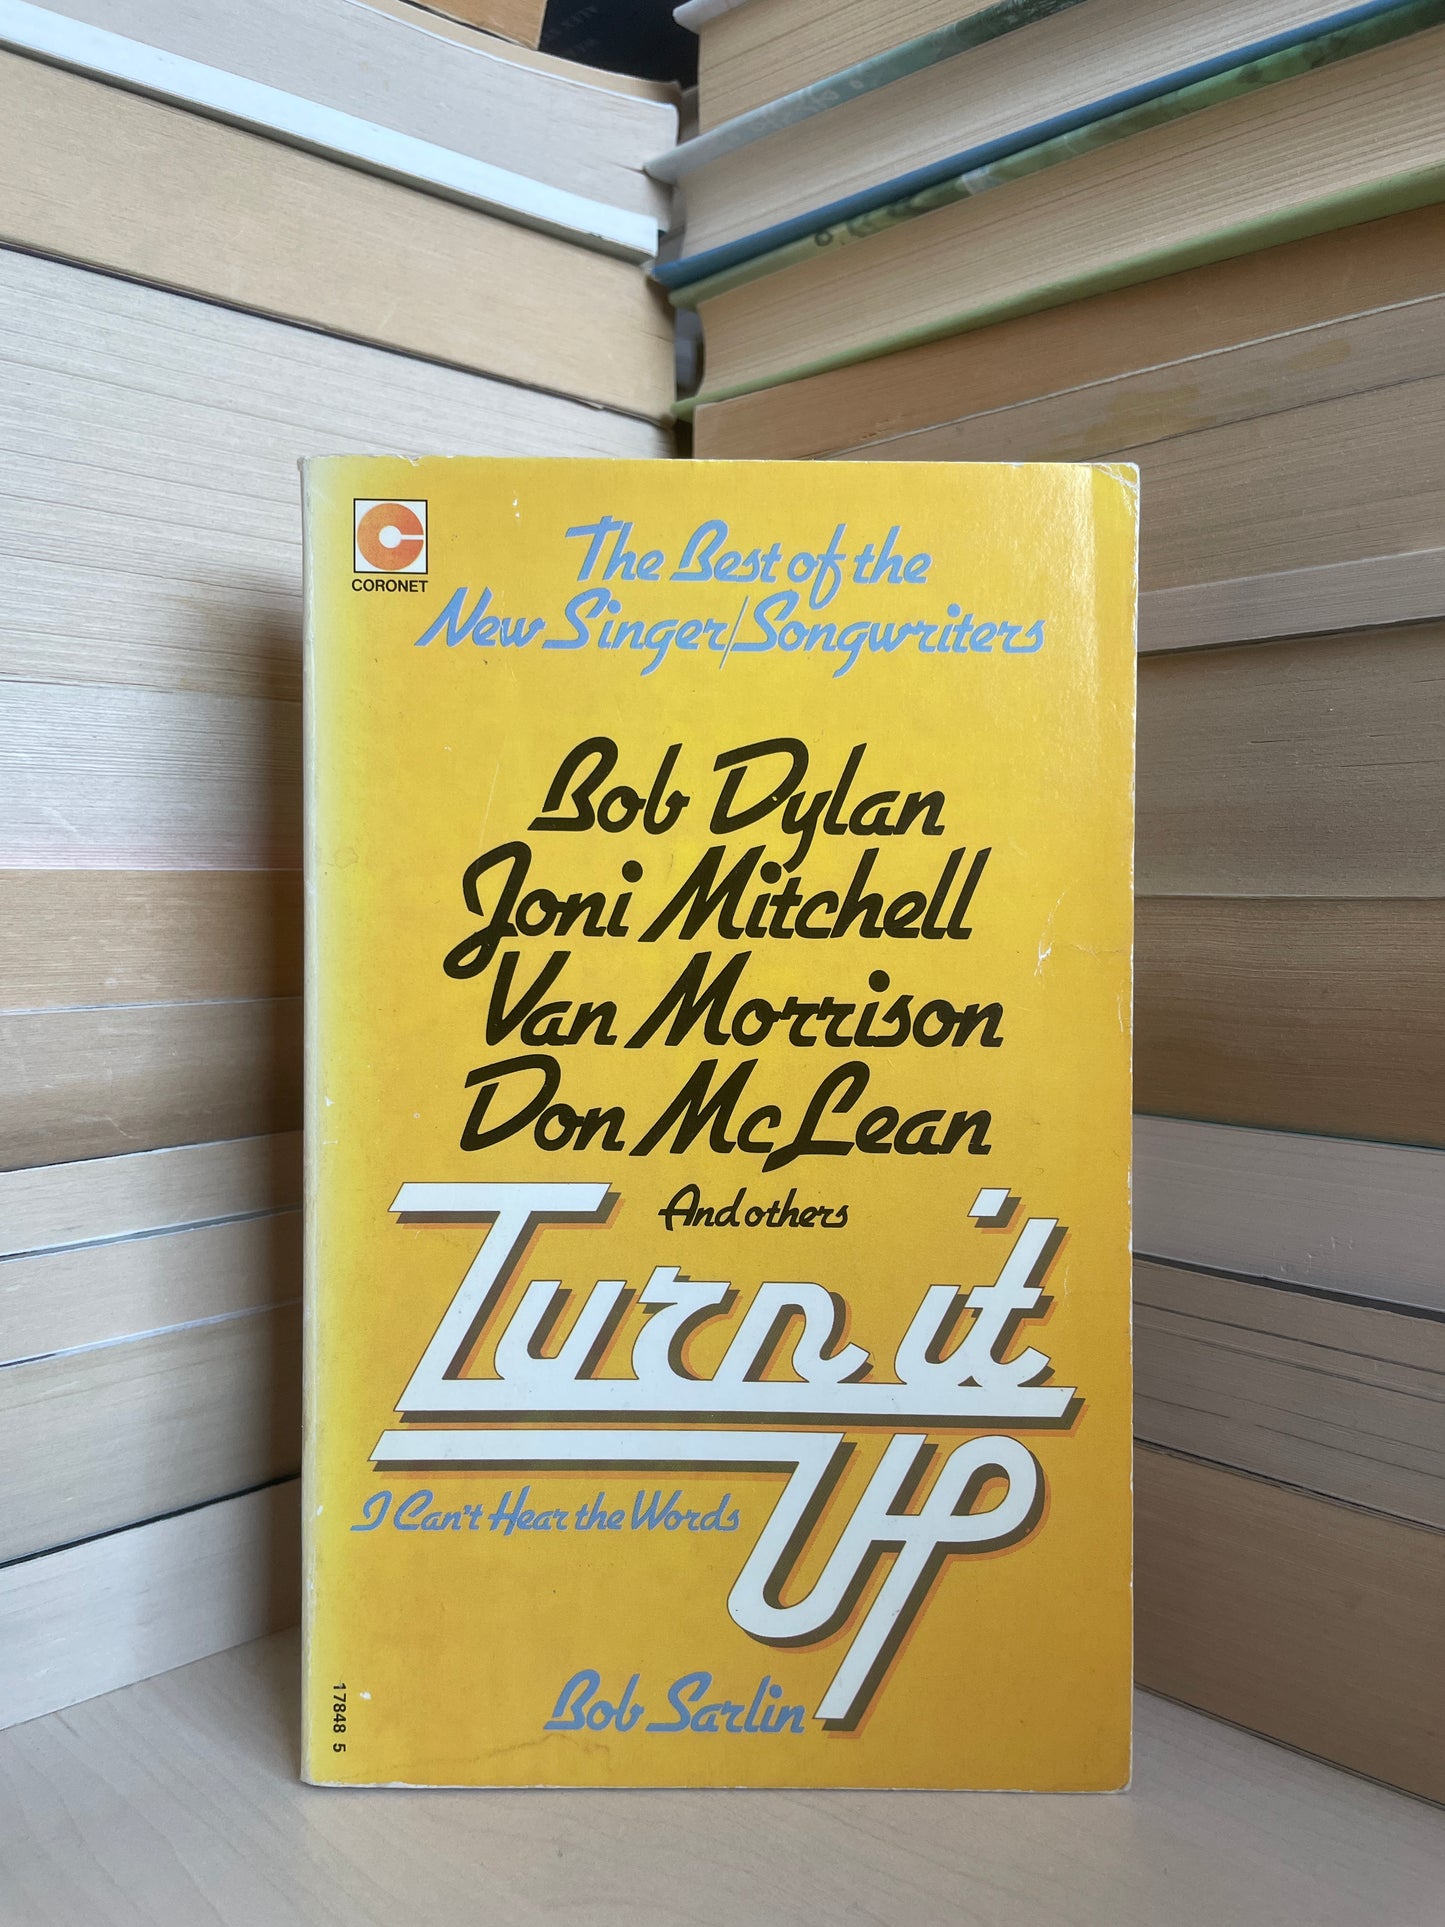 CORONET
The Best of the
New Singer/Songwriters
Bob Dylan
Joni Mitchell
Van Morrison
Don McLean
And others
Turn it
UP
I Can't Hear the Words
Bob Sarlin
17848 5